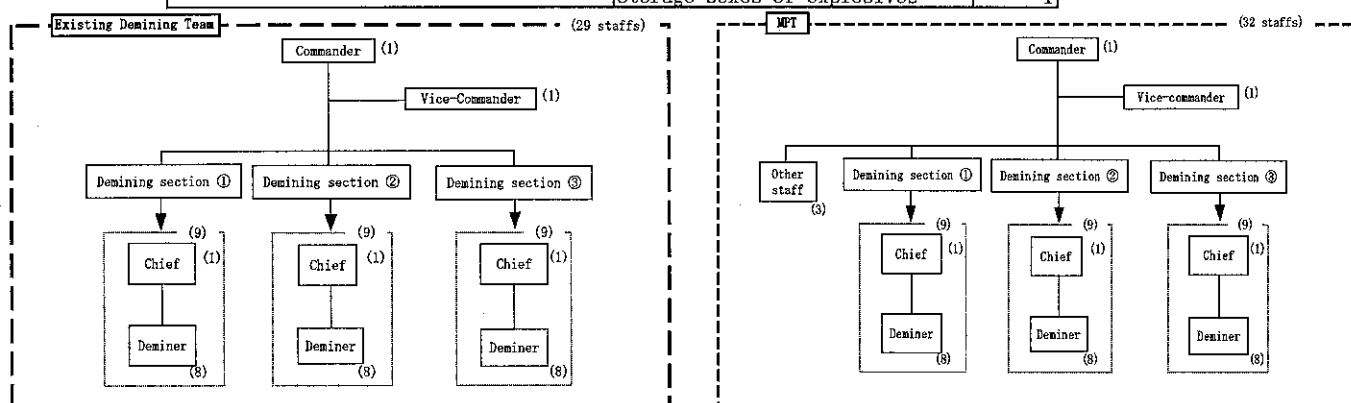 Storage boxes of explosives 1
Existing Demining Team
(29 staffs)
Commander (1)
Vice-Commander (1)
Demining section ① Demining section ② Demining section ③
(9) (9) (9)
Chief (1) Chief (1) Chief (1)
Deminer Deminer Deminer
(8) (8) (8)
MPT
(32 staffs)
Commander (1)
Vice-commander (1)
Other
staff
(3)
Demining section ① Demining section ② Demining section ③
(9) (9) (9)
Chief (1) Chief (1) Chief (1)
Deminer Deminer Deminer
(8) (8) (8)